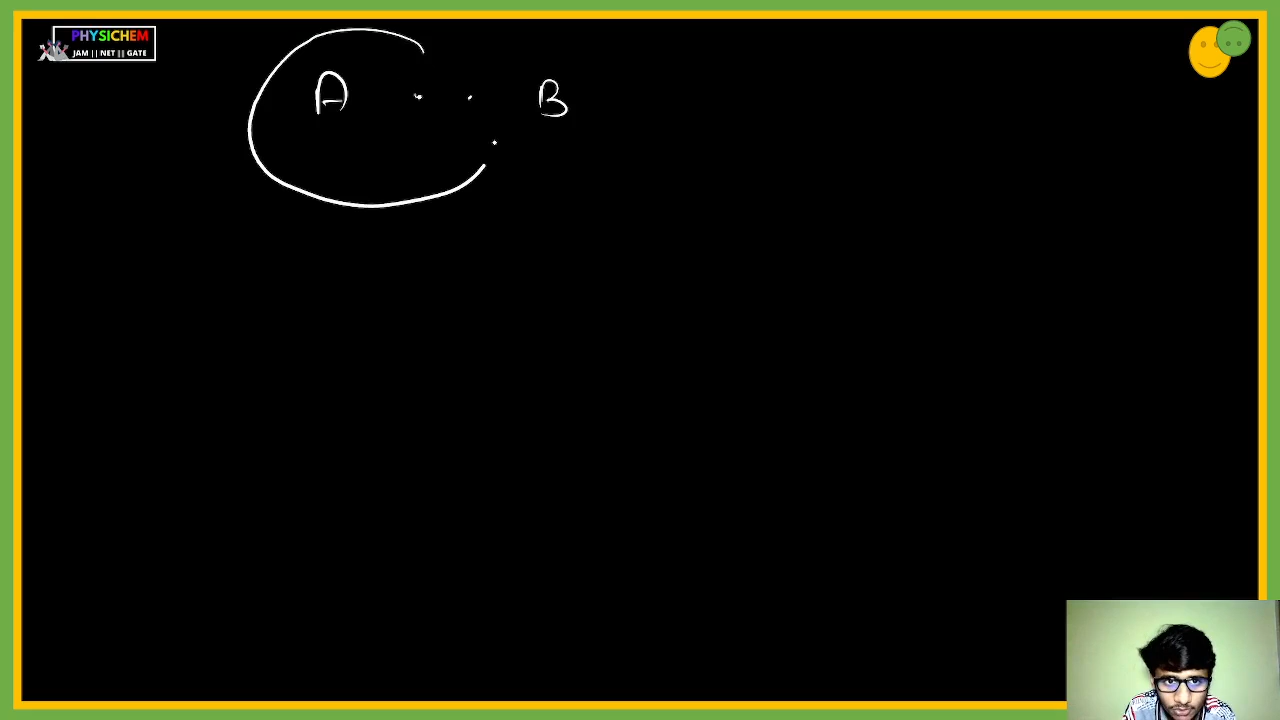 PHYSICHEM
JAM || NET || GATE
A . . B